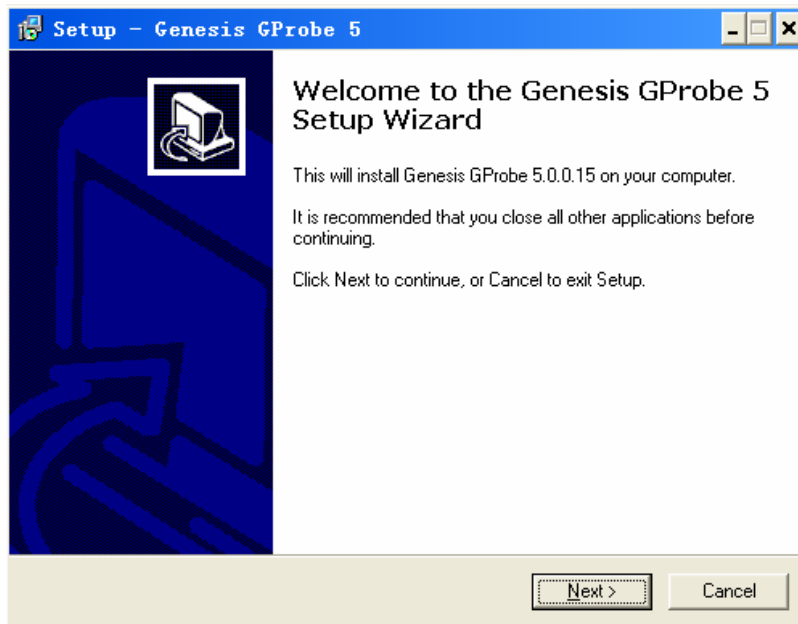 Setup - Genesis GProbe 5
Welcome to the Genesis GProbe 5
Setup Wizard
This will install Genesis GProbe 5.0.0.15 on your computer.
It is recommended that you close all other applications before
continuing.
Click Next to continue, or Cancel to exit Setup.
Next >
Cancel